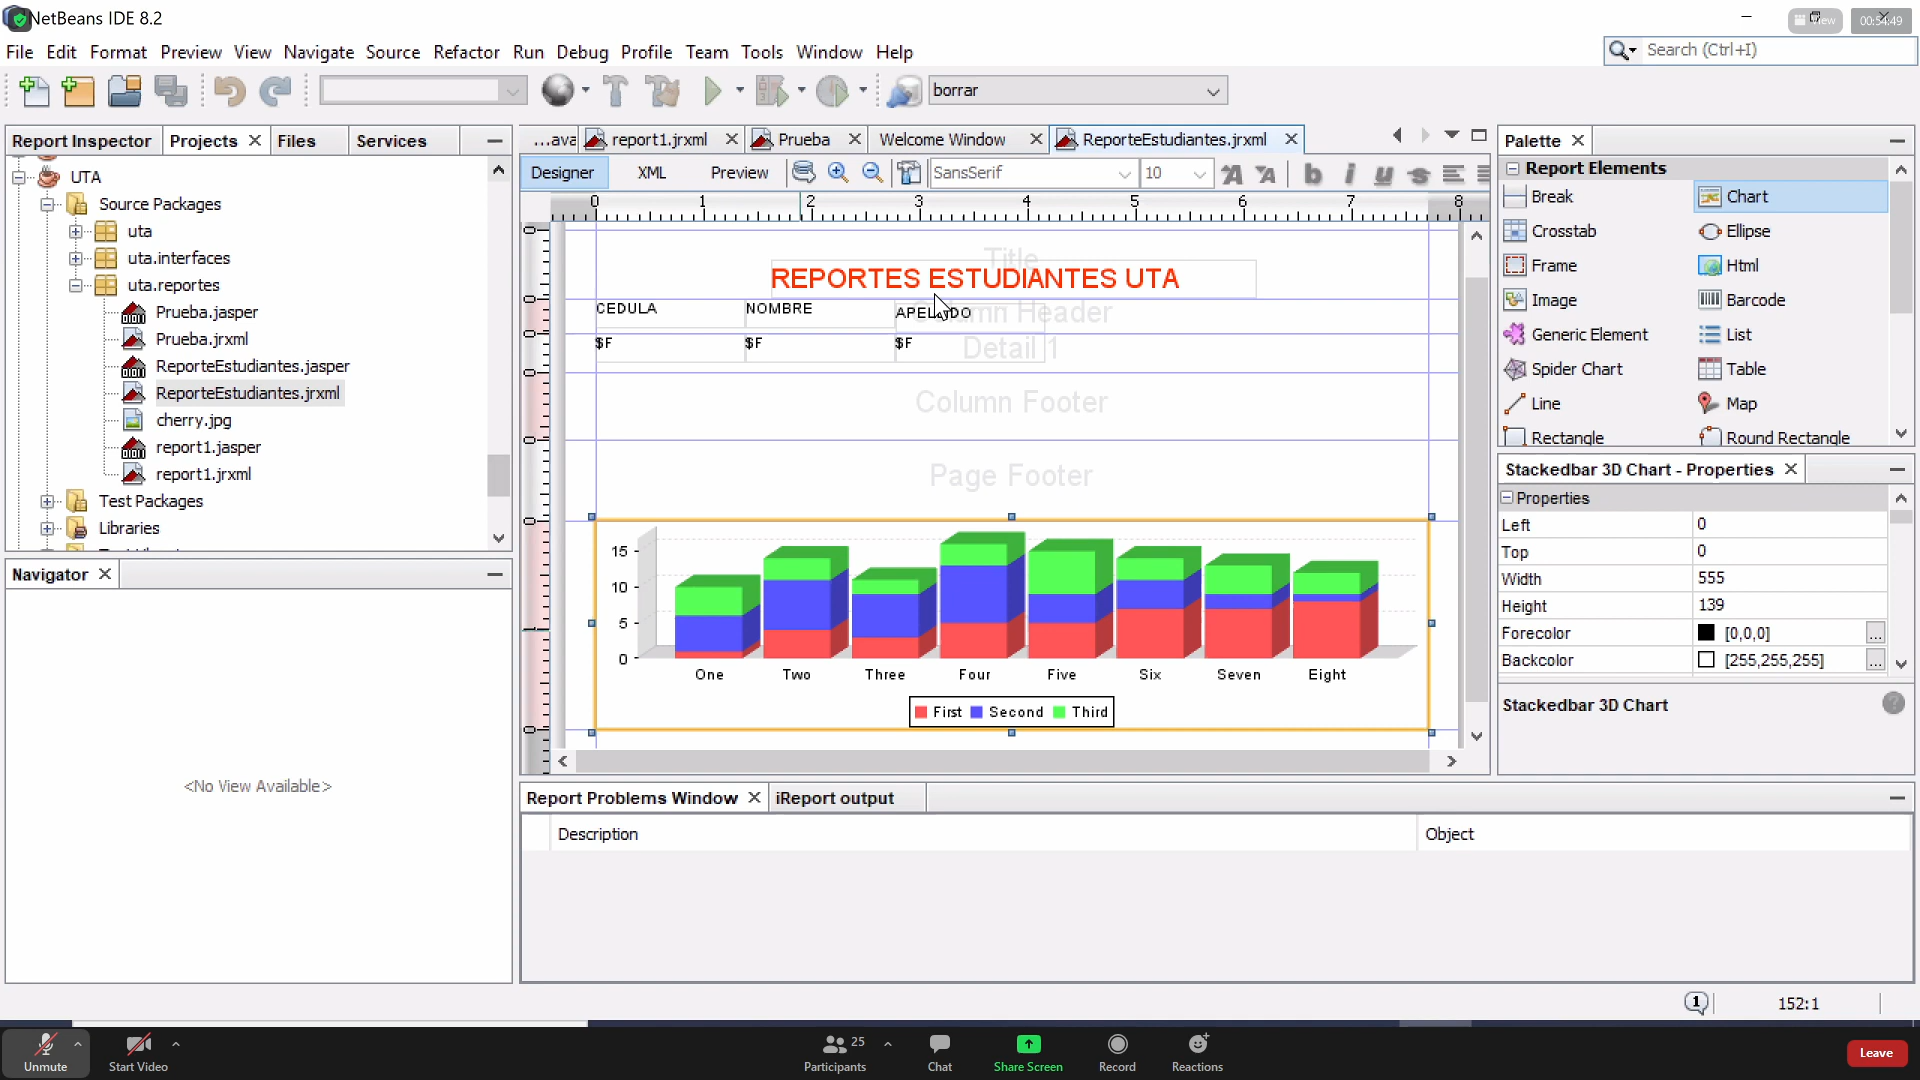 NetBeans IDE 8.2
View
00:54:49
File Edit Format Preview View Navigate Source Refactor Run Debug Profile Team Tools Window Help
Search (Ctrl+I)
borrar
Report Inspector Projects Files Services
UTA
Source Packages
uta
uta.interfaces
uta.reportes
Prueba.jasper
Prueba.jrxml
ReporteEstudiantes.jasper
ReporteEstudiantes.jrxml
cherry.jpg
report1.jasper
report1.jrxml
Test Packages
Libraries
Navigator
<No View Available>
...ava report1.jrxml Prueba Welcome Window ReporteEstudiantes.jrxml
Designer XML Preview SansSerif 10 b i u S
0 1 2 3 4 5 6 7 8
Title
REPORTES ESTUDIANTES UTA
Column Header
CEDULA NOMBRE APELLIDO
Detail 1
$F $F $F
Column Footer
Page Footer
15
10
5
0
One Two Three Four Five Six Seven Eight
First Second Third
Report Problems Window iReport output
Description Object
Palette
Report Elements
Break Chart
Crosstab Ellipse
Frame Html
Image Barcode
Generic Element List
Spider Chart Table
Line Map
Rectangle Round Rectangle
Stackedbar 3D Chart - Properties
Properties
Left 0
Top 0
Width 555
Height 139
Forecolor [0,0,0] ...
Backcolor [255,255,255] ...
Stackedbar 3D Chart
1 152:1
Unmute Start Video Participants 25 Chat Share Screen Record Reactions Leave